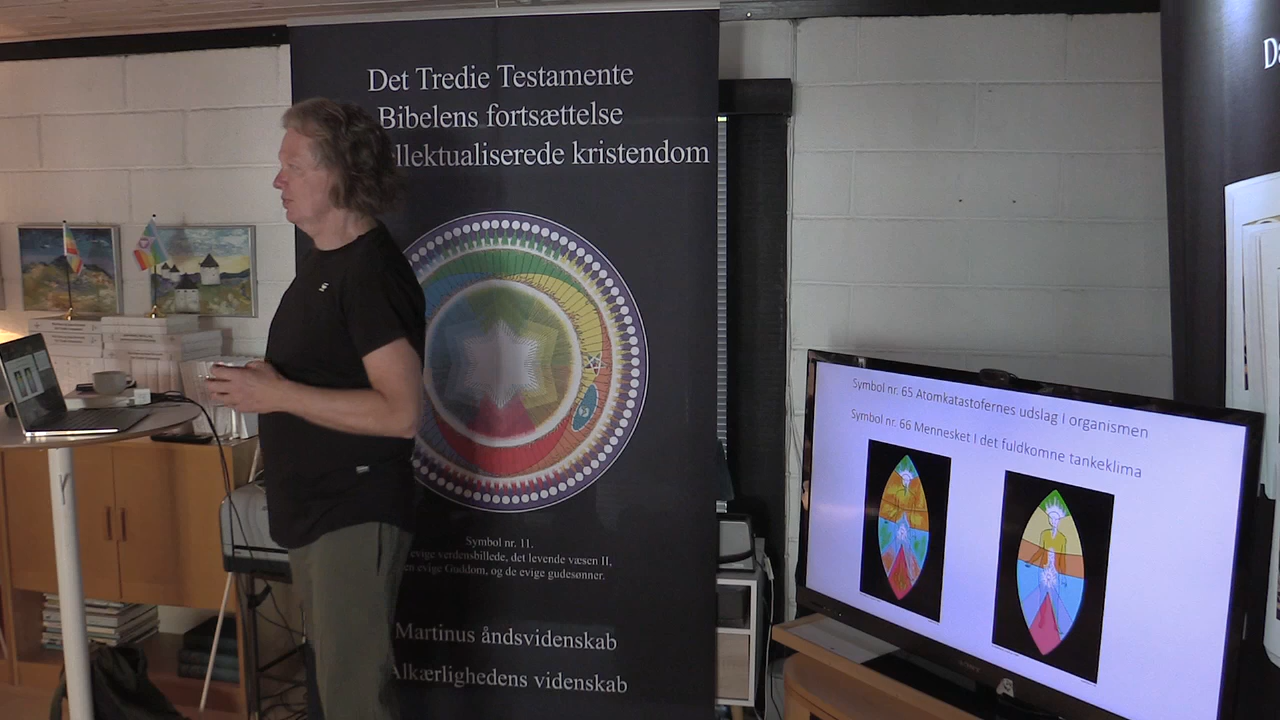 Det Tredie Testamente
Bibelens fortsættelse
llektualiserede kristendom
Symbol nr. 11.
evige verdensbillede, det levende væsen II,
en evige Guddom, og de evige gudesønner.
Martinus åndsvidenskab
Alkærlighedens videnskab
Symbol nr. 65 Atomkatastofernes udslag i organismen
Symbol nr. 66 Mennesket I det fuldkomne tankeklima
SONY